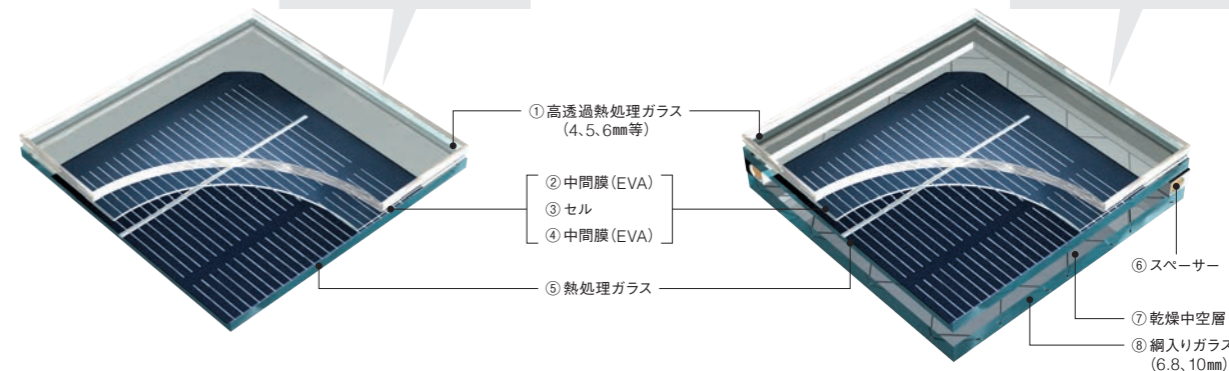 ①高透過熱処理ガラス
(4、5、6㎜等)
②中間膜(EVA)
③セル
④中間膜(EVA)
⑤熱処理ガラス
⑥スペーサー
⑦乾燥中空層
⑧網入りガラス
(6.8、10㎜)